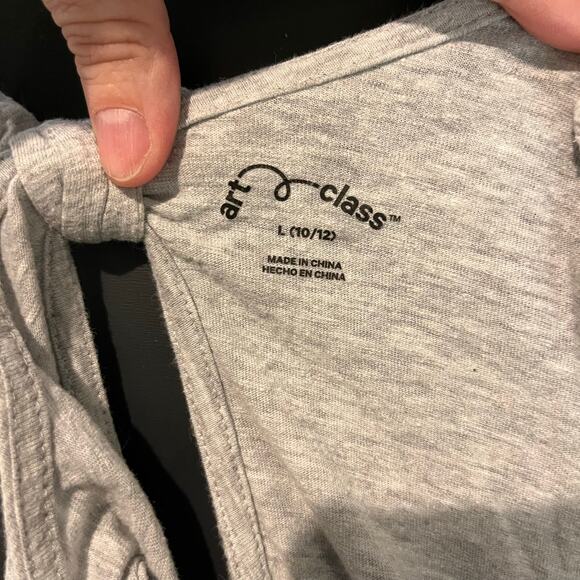 art class™
L (10/12)
MADE IN CHINA
HECHO EN CHINA